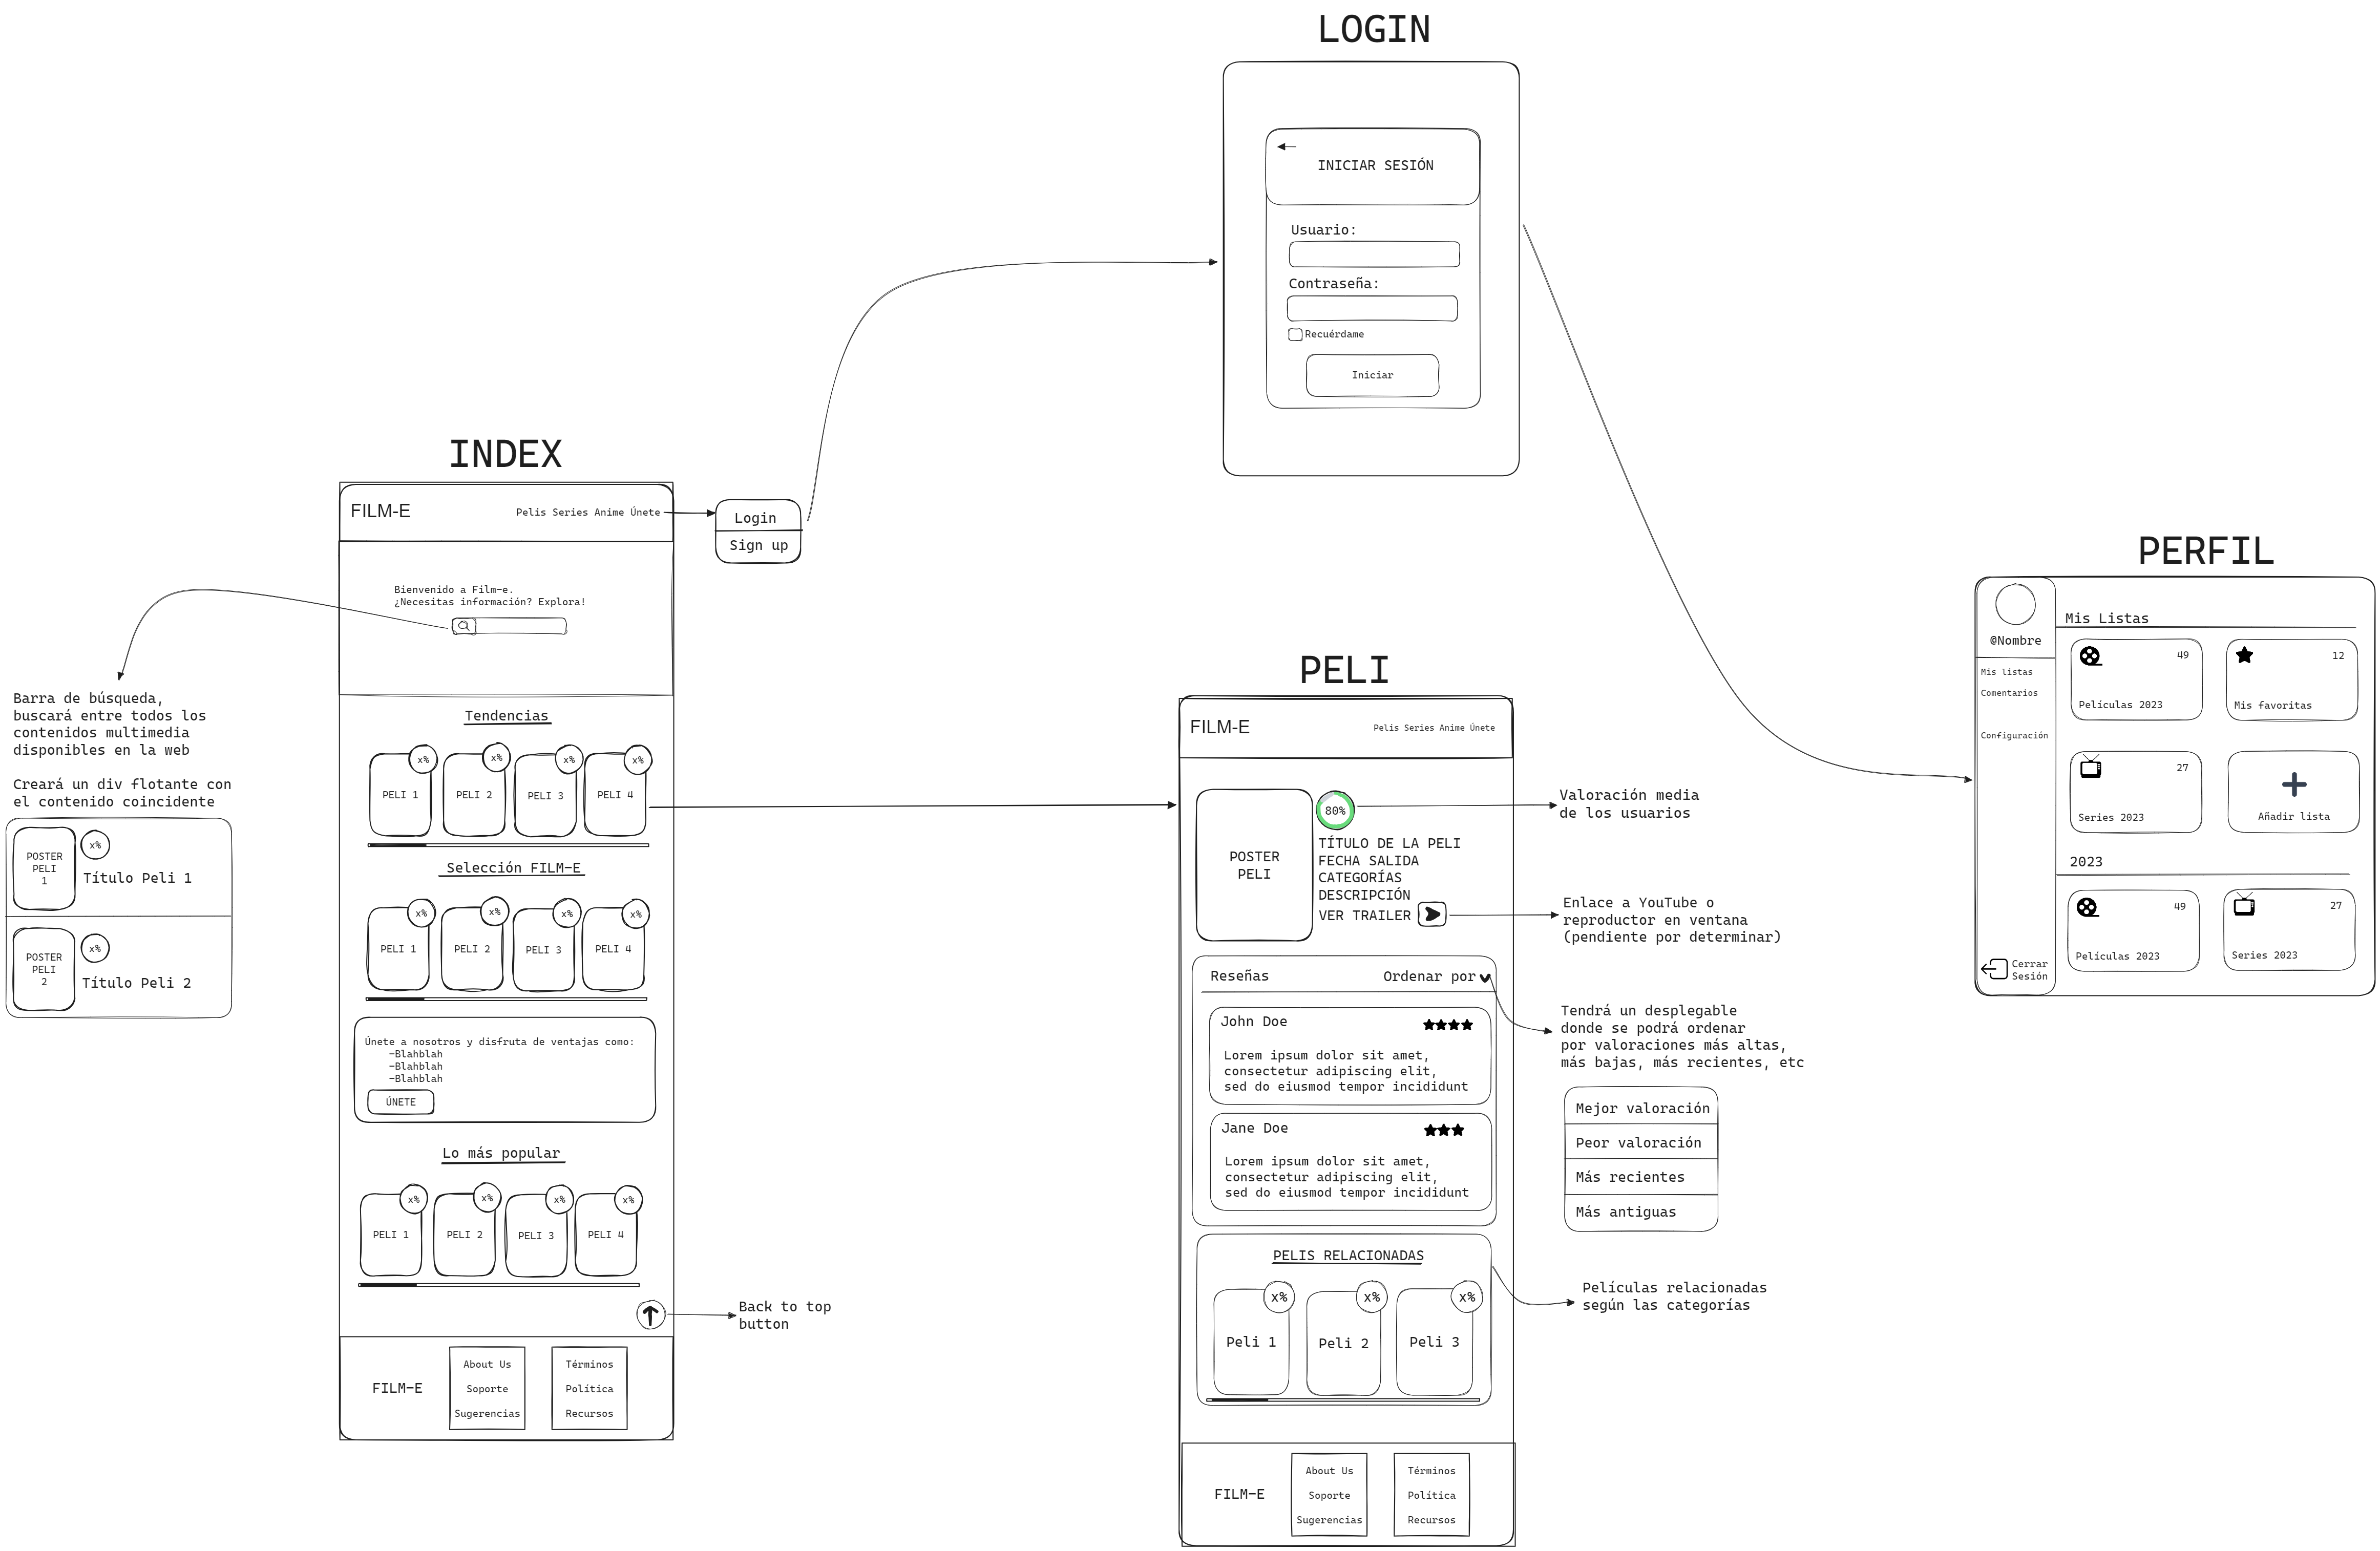 LOGIN
INICIAR SESIÓN
Usuario:
Contraseña:
Recuérdame
Iniciar
INDEX
FILM-E
Pelis Series Anime Únete
Login
Sign up
Bienvenido a Film-e.
¿Necesitas información? Explora!
Barra de búsqueda,
buscará entre todos los
contenidos multimedia
disponibles en la web
Creará un div flotante con
el contenido coincidente
POSTER
PELI
1
x%
Título Peli 1
POSTER
PELI
2
x%
Título Peli 2
Tendencias
x%
x%
x%
x%
PELI 1
PELI 2
PELI 3
PELI 4
Selección FILM-E
x%
x%
x%
x%
PELI 1
PELI 2
PELI 3
PELI 4
Únete a nosotros y disfruta de ventajas como:
-Blahblah
-Blahblah
-Blahblah
ÚNETE
Lo más popular
x%
x%
x%
x%
PELI 1
PELI 2
PELI 3
PELI 4
Back to top
button
FILM-E
About Us
Soporte
Sugerencias
Términos
Política
Recursos
PELI
FILM-E
Pelis Series Anime Únete
POSTER
PELI
80%
TÍTULO DE LA PELI
FECHA SALIDA
CATEGORÍAS
DESCRIPCIÓN
VER TRAILER
Valoración media
de los usuarios
Enlace a YouTube o
reproductor en ventana
(pendiente por determinar)
Reseñas
Ordenar por
John Doe
Lorem ipsum dolor sit amet,
consectetur adipiscing elit,
sed do eiusmod tempor incididunt
Jane Doe
Lorem ipsum dolor sit amet,
consectetur adipiscing elit,
sed do eiusmod tempor incididunt
Tendrá un desplegable
donde se podrá ordenar
por valoraciones más altas,
más bajas, más recientes, etc
Mejor valoración
Peor valoración
Más recientes
Más antiguas
PELIS RELACIONADAS
x%
x%
x%
Peli 1
Peli 2
Peli 3
Películas relacionadas
según las categorías
FILM-E
About Us
Soporte
Sugerencias
Términos
Política
Recursos
PERFIL
@Nombre
Mis listas
Comentarios
Configuración
Cerrar
Sesión
Mis Listas
49
Películas 2023
12
Mis favoritas
27
Series 2023
Añadir lista
2023
49
Películas 2023
27
Series 2023